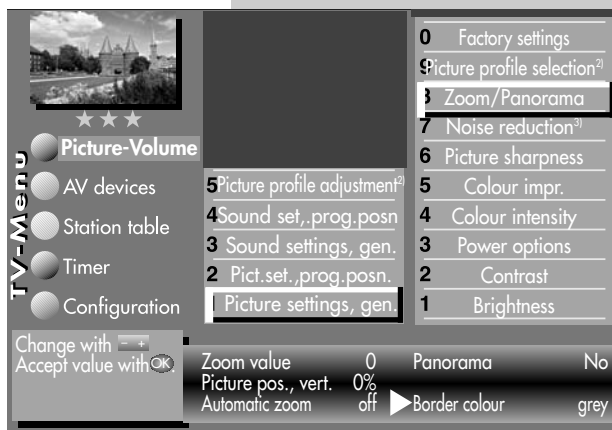 TV-Menu
Picture-Volume
AV devices
Station table
Timer
Configuration
5 Picture profile adjustment2)
4 Sound set,.prog.posn
3 Sound settings, gen.
2 Pict.set.,prog.posn.
1 Picture settings, gen.
0 Factory settings
9 Picture profile selection2)
8 Zoom/Panorama
7 Noise reduction3)
6 Picture sharpness
5 Colour impr.
4 Colour intensity
3 Power options
2 Contrast
1 Brightness
Change with - +
Accept value with OK.
Zoom value 0 Panorama No
Picture pos., vert. 0%
Automatic zoom off Border colour grey